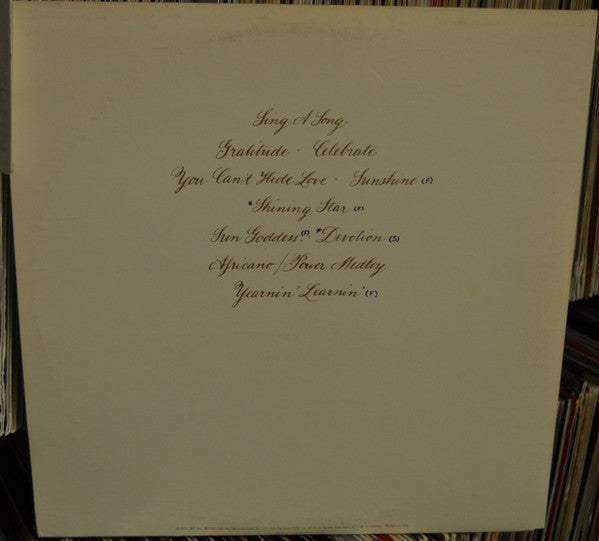 Sing A Song
Gratitude · Celebrate
You Can't Hide Love · Sunshine (F)
*Shining Star (F)
Sun Goddess (F) · *Devotion (S)
Africano / Power Medley
Yearnin' Learnin' (F)